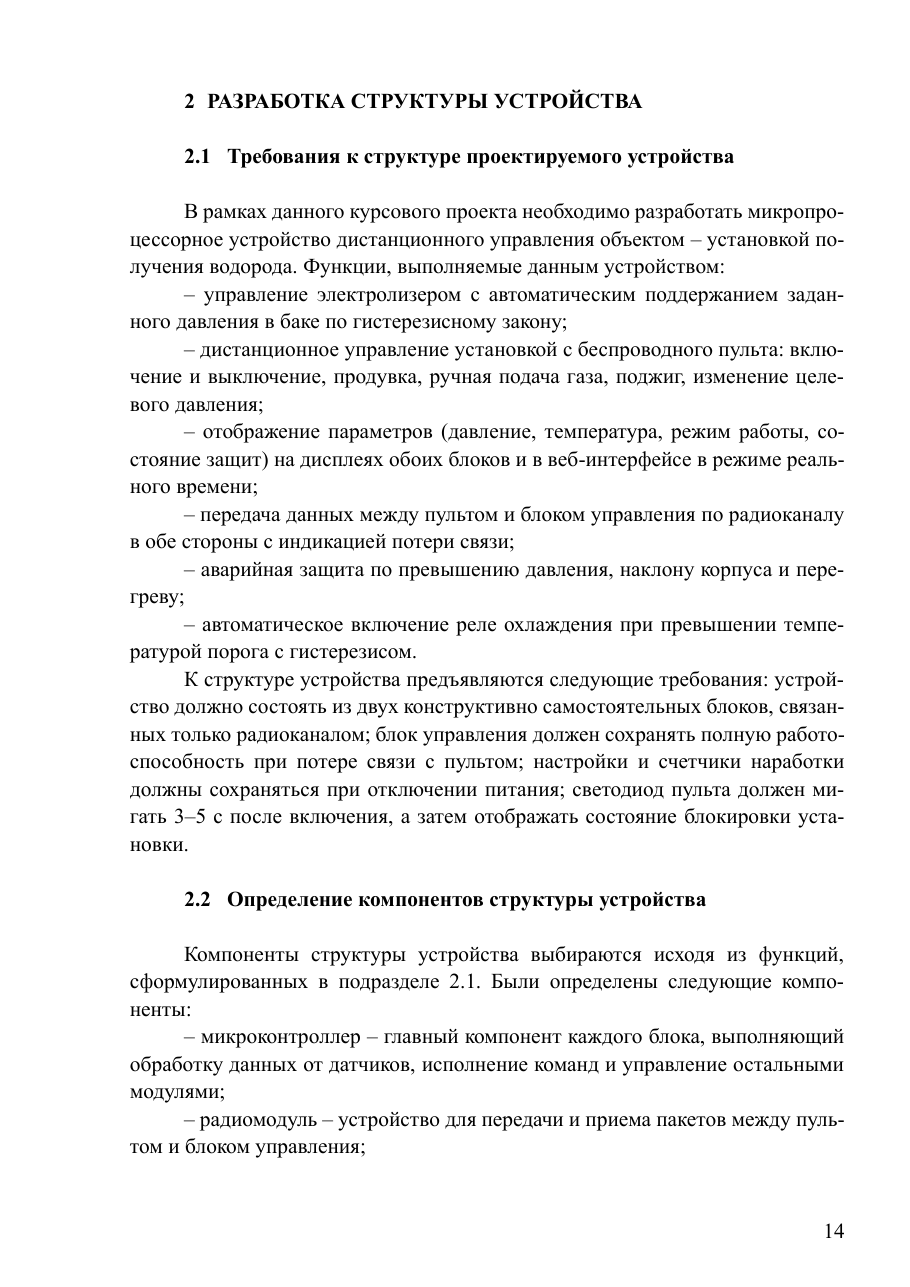 2 РАЗРАБОТКА СТРУКТУРЫ УСТРОЙСТВА
2.1 Требования к структуре проектируемого устройства
В рамках данного курсового проекта необходимо разработать микропро-
цессорное устройство дистанционного управления объектом – установкой по-
лучения водорода. Функции, выполняемые данным устройством:
– управление электролизером с автоматическим поддержанием задан-
ного давления в баке по гистерезисному закону;
– дистанционное управление установкой с беспроводного пульта: вклю-
чение и выключение, продувка, ручная подача газа, поджиг, изменение целе-
вого давления;
– отображение параметров (давление, температура, режим работы, со-
стояние защит) на дисплеях обоих блоков и в веб-интерфейсе в режиме реаль-
ного времени;
– передача данных между пультом и блоком управления по радиоканалу
в обе стороны с индикацией потери связи;
– аварийная защита по превышению давления, наклону корпуса и пере-
греву;
– автоматическое включение реле охлаждения при превышении темпе-
ратурой порога с гистерезисом.
К структуре устройства предъявляются следующие требования: устрой-
ство должно состоять из двух конструктивно самостоятельных блоков, связан-
ных только радиоканалом; блок управления должен сохранять полную работо-
способность при потере связи с пультом; настройки и счетчики наработки
должны сохраняться при отключении питания; светодиод пульта должен ми-
гать 3–5 с после включения, а затем отображать состояние блокировки уста-
новки.
2.2 Определение компонентов структуры устройства
Компоненты структуры устройства выбираются исходя из функций,
сформулированных в подразделе 2.1. Были определены следующие компо-
ненты:
– микроконтроллер – главный компонент каждого блока, выполняющий
обработку данных от датчиков, исполнение команд и управление остальными
модулями;
– радиомодуль – устройство для передачи и приема пакетов между пуль-
том и блоком управления;
14